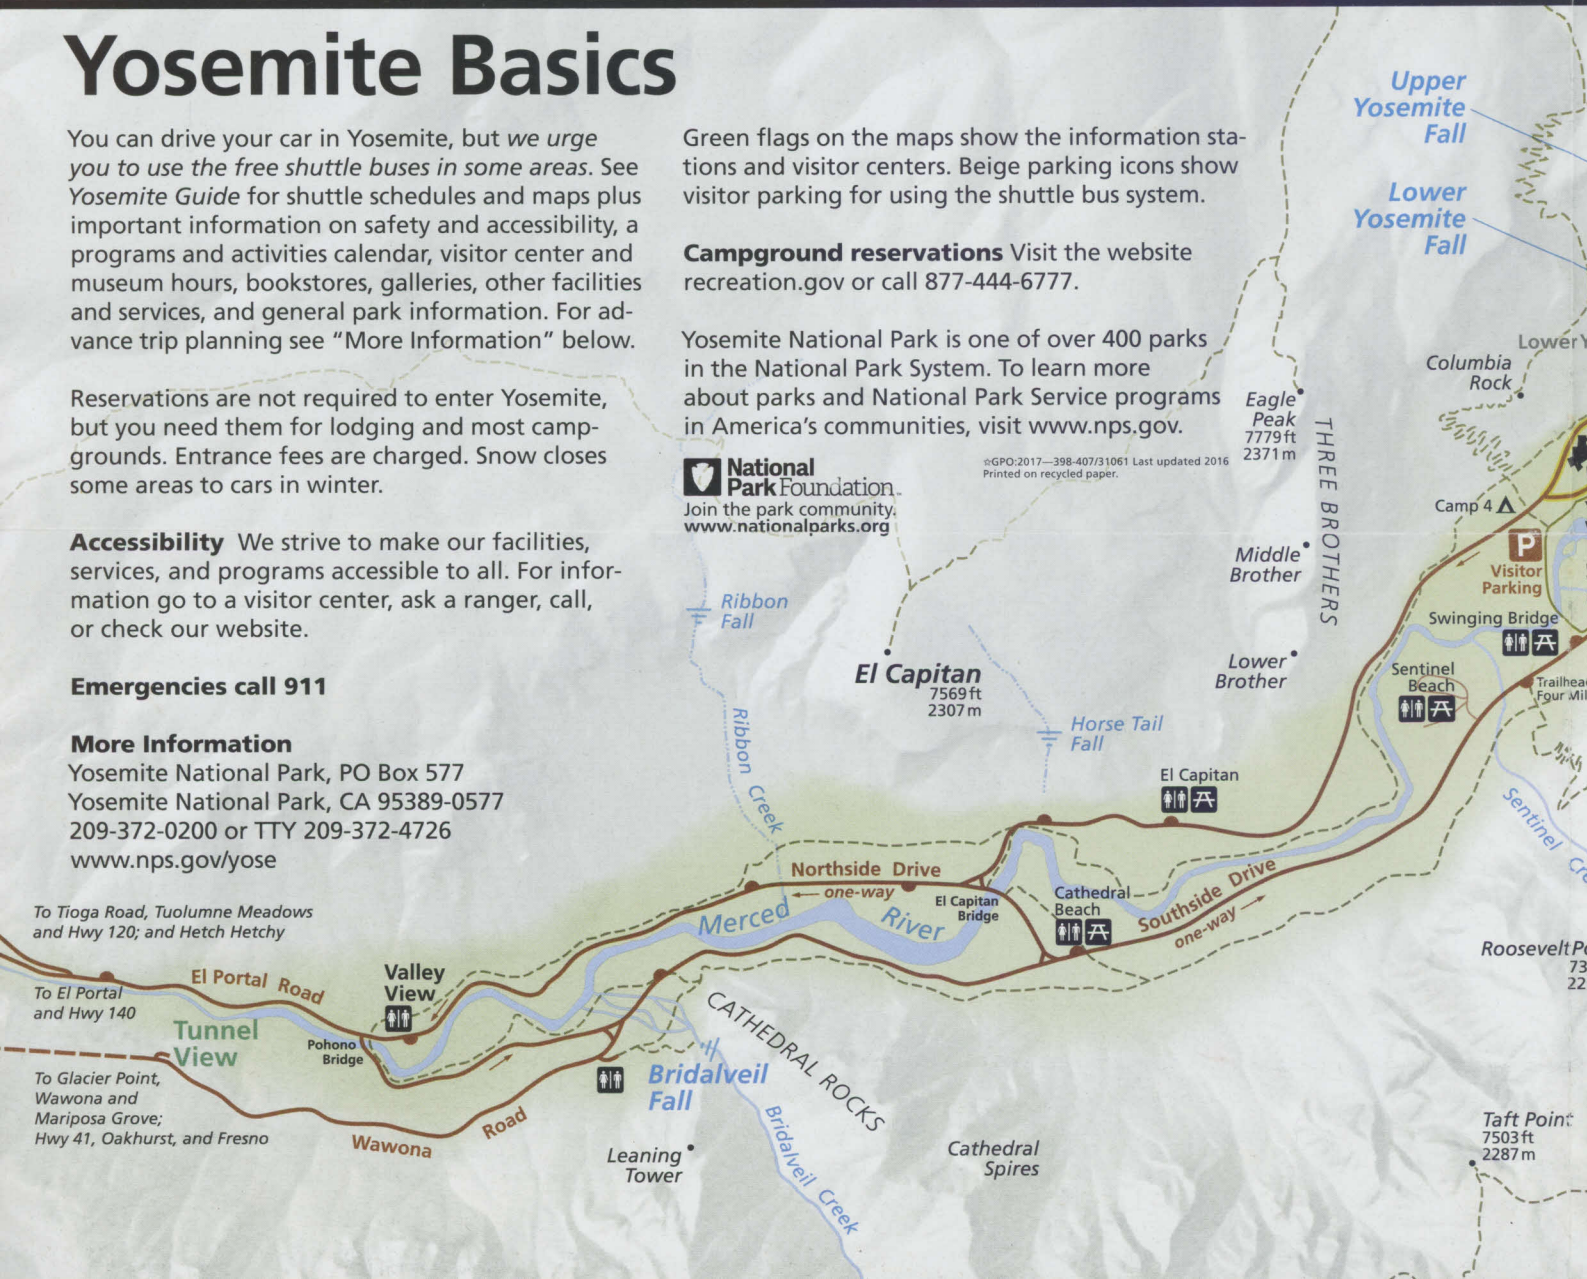 Yosemite Basics
You can drive your car in Yosemite, but we urge
you to use the free shuttle buses in some areas. See
Yosemite Guide for shuttle schedules and maps plus
important information on safety and accessibility, a
programs and activities calendar, visitor center and
museum hours, bookstores, galleries, other facilities
and services, and general park information. For ad-
vance trip planning see “More Information” below.
Reservations are not required to enter Yosemite,
but you need them for lodging and most camp-
grounds. Entrance fees are charged. Snow closes
some areas to cars in winter.
Accessibility We strive to make our facilities,
services, and programs accessible to all. For infor-
mation go to a visitor center, ask a ranger, call,
or check our website.
Emergencies call 911
More Information
Yosemite National Park, PO Box 577
Yosemite National Park, CA 95389-0577
209-372-0200 or TTY 209-372-4726
www.nps.gov/yose
Green flags on the maps show the information sta-
tions and visitor centers. Beige parking icons show
visitor parking for using the shuttle bus system.
Campground reservations Visit the website
recreation.gov or call 877-444-6777.
Yosemite National Park is one of over 400 parks
in the National Park System. To learn more
about parks and National Park Service programs
in America’s communities, visit www.nps.gov.
National
Park Foundation™
Join the park community.
www.nationalparks.org
☆GPO:2017—398-407/31061 Last updated 2016
Printed on recycled paper.
Upper
Yosemite
Fall
Lower
Yosemite
Fall
Lower Y
Columbia
Rock
Eagle
Peak
7779 ft
2371 m
THREE BROTHERS
Camp 4
P
Visitor
Parking
Middle
Brother
Swinging Bridge
Lower
Brother
Sentinel
Beach
Trailhea
Four Mil
Ribbon
Fall
El Capitan
7569 ft
2307 m
Ribbon Creek
Horse Tail
Fall
El Capitan
Sentinel Cre
Northside Drive
one-way
Merced River
El Capitan
Bridge
Cathedral
Beach
Southside Drive
one-way
Roosevelt Po
73
22
To Tioga Road, Tuolumne Meadows
and Hwy 120; and Hetch Hetchy
El Portal Road
Valley
View
To El Portal
and Hwy 140
Tunnel
View
Pohono
Bridge
CATHEDRAL ROCKS
To Glacier Point,
Wawona and
Mariposa Grove;
Hwy 41, Oakhurst, and Fresno
Wawona Road
Bridalveil
Fall
Bridalveil Creek
Leaning
Tower
Cathedral
Spires
Taft Point
7503 ft
2287 m